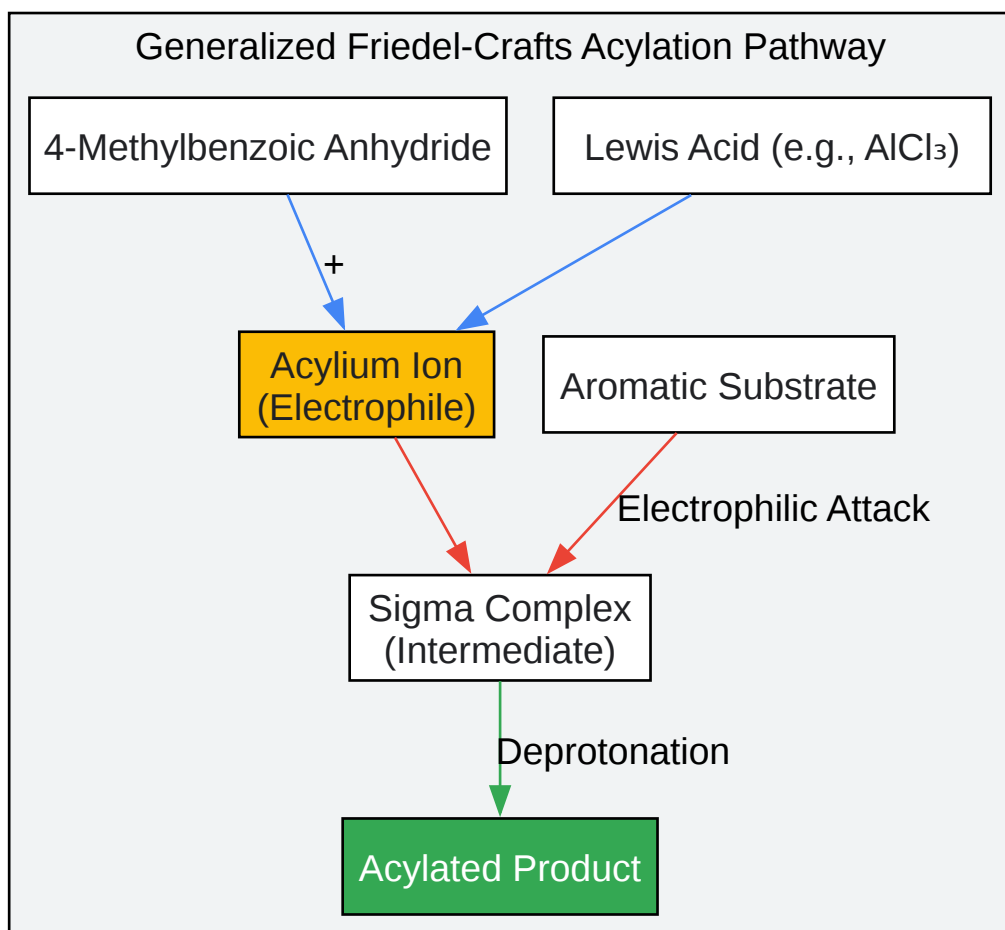 Generalized Friedel-Crafts Acylation Pathway
4-Methylbenzoic Anhydride
Lewis Acid (e.g., AlCl₃)
+
Acylium Ion
(Electrophile)
Aromatic Substrate
Electrophilic Attack
Sigma Complex
(Intermediate)
Deprotonation
Acylated Product